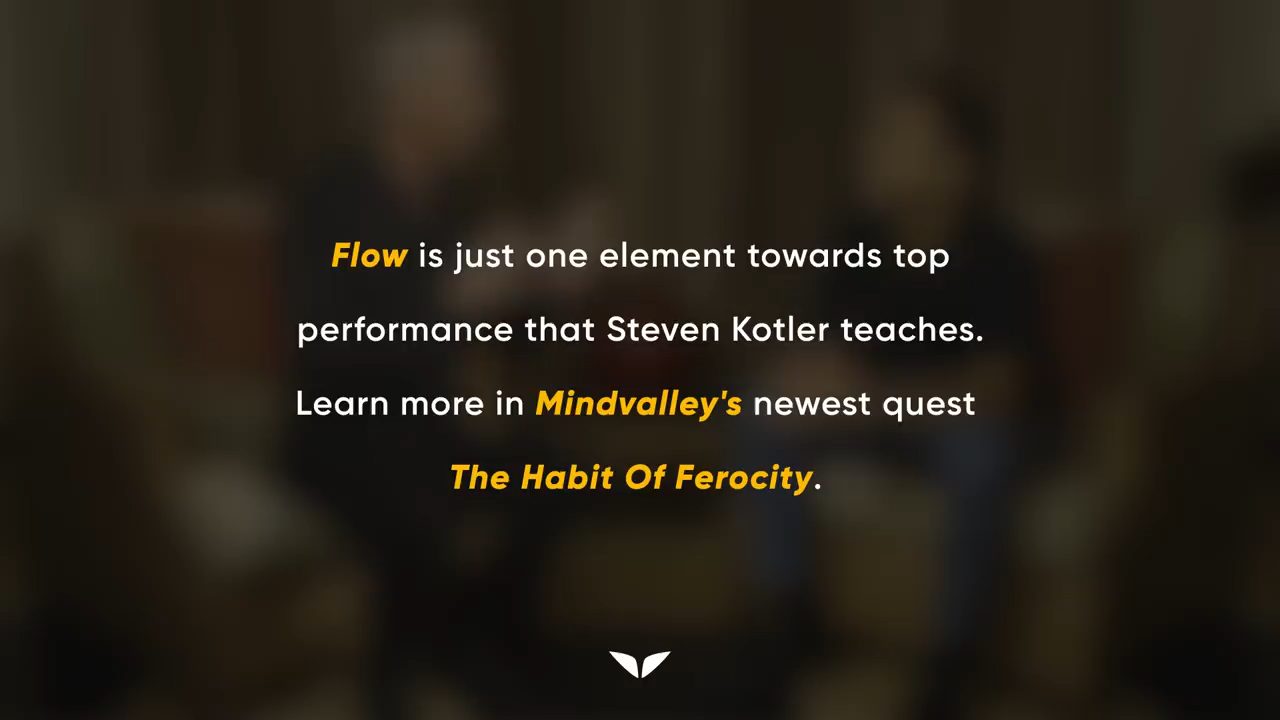 Flow is just one element towards top
performance that Steven Kotler teaches.
Learn more in Mindvalley's newest quest
The Habit Of Ferocity.